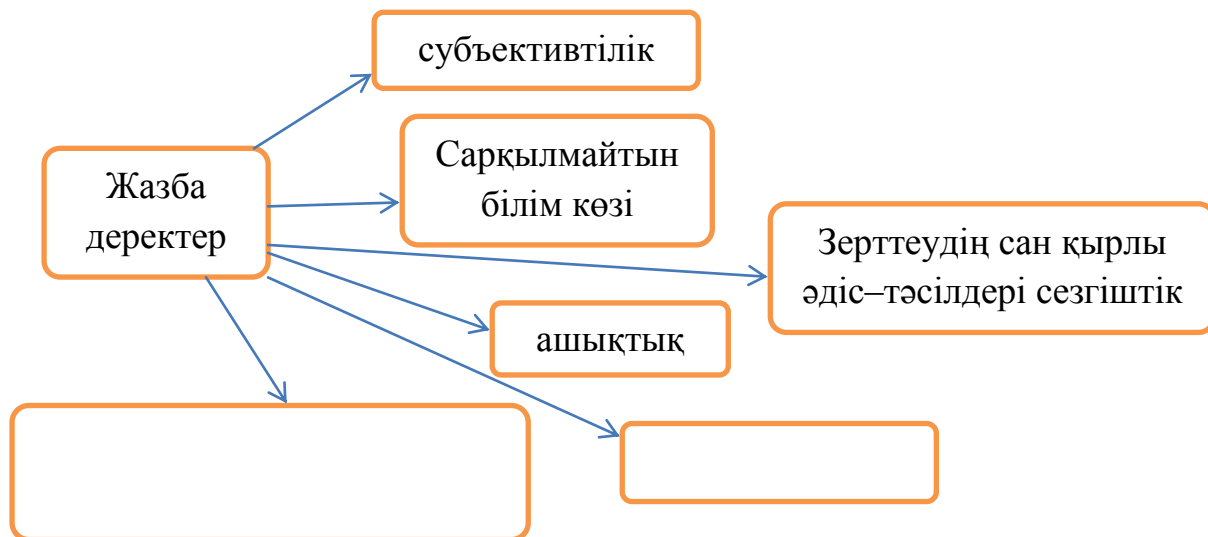 субъективтілік
Сарқылмайтын
білім көзі
Жазба
деректер
Зерттеудің сан қырлы
әдіс–тәсілдері сезгіштік
ашықтық